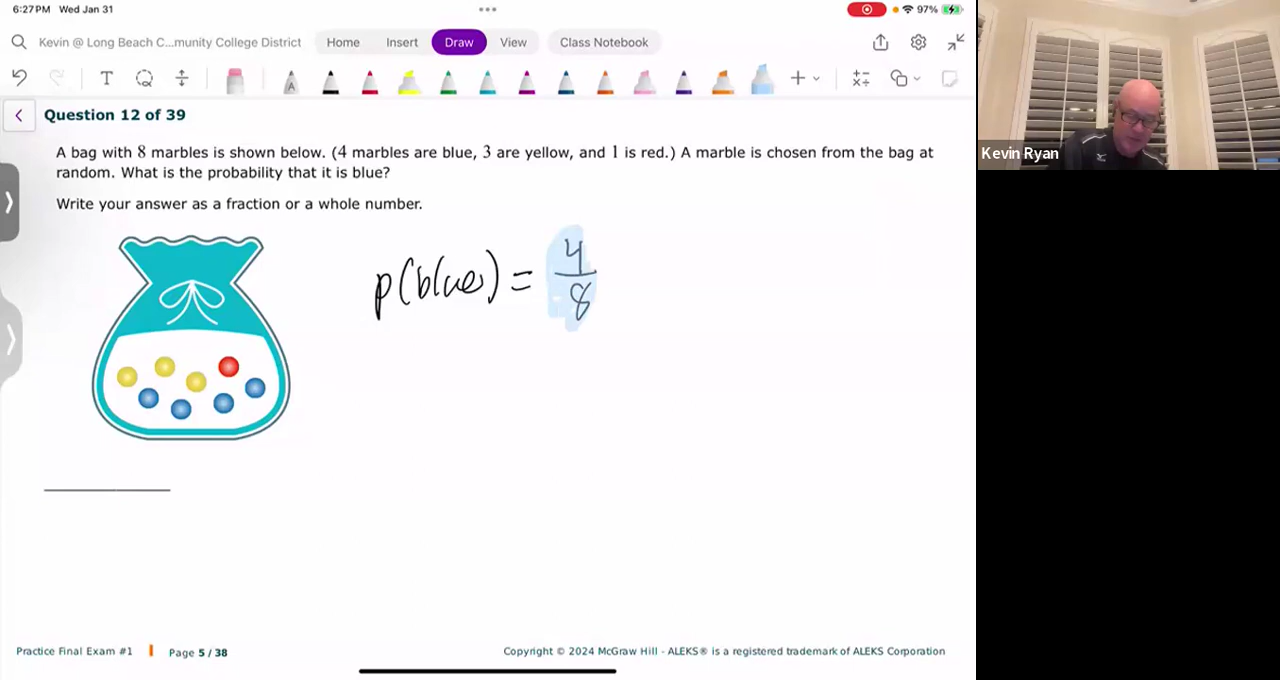 6:27 PM Wed Jan 31
97%
Kevin @ Long Beach C...munity College District
Home Insert Draw View Class Notebook
T
A
Question 12 of 39
A bag with 8 marbles is shown below. (4 marbles are blue, 3 are yellow, and 1 is red.) A marble is chosen from the bag at
random. What is the probability that it is blue?
Write your answer as a fraction or a whole number.
p(blue) = 4/8
Kevin Ryan
Practice Final Exam #1 Page 5 / 38
Copyright © 2024 McGraw Hill - ALEKS® is a registered trademark of ALEKS Corporation